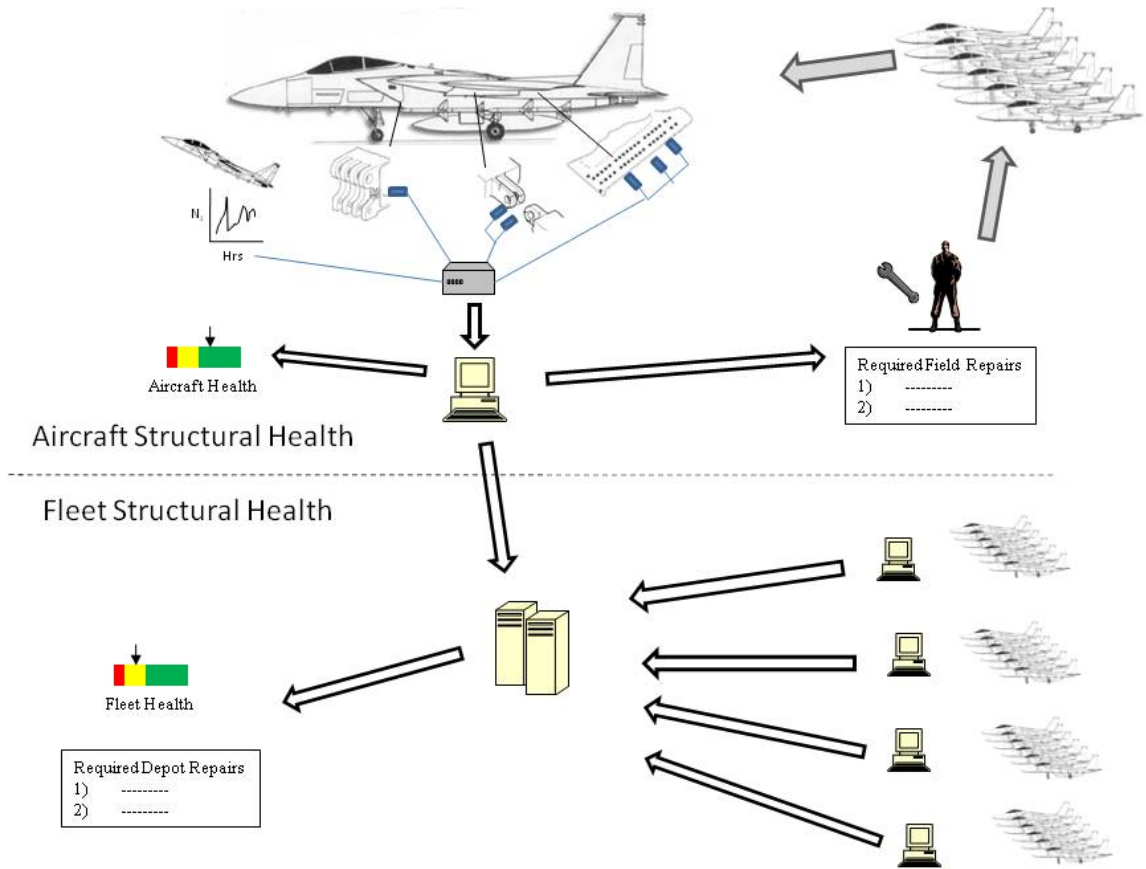 N₂
Hrs
Aircraft Health
Required Field Repairs
1) ---------
2) ---------
Aircraft Structural Health
Fleet Structural Health
Fleet Health
Required Depot Repairs
1) ---------
2) ---------